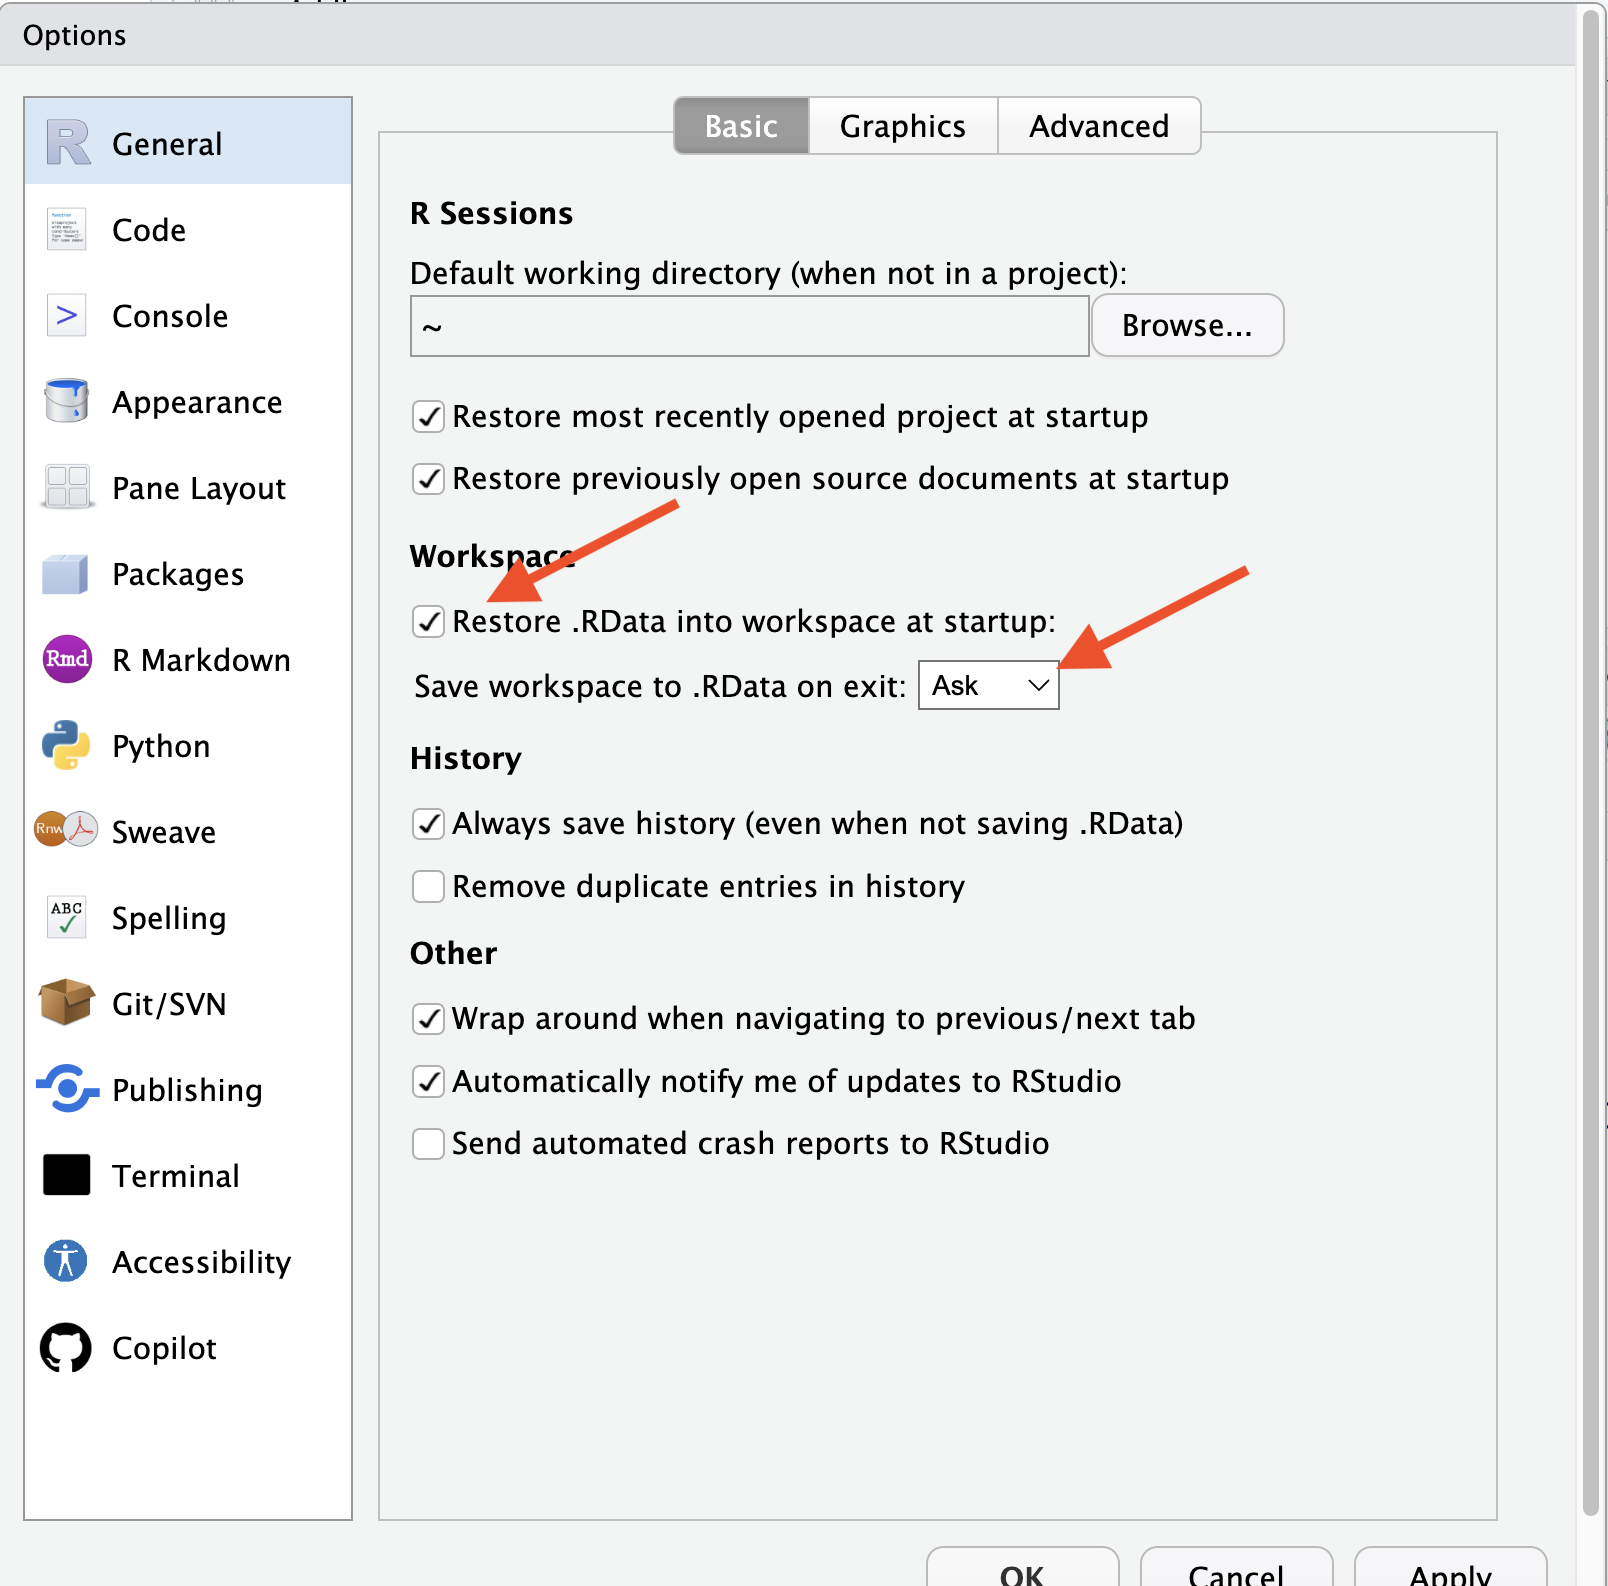 Options
General
Code
Console
Appearance
Pane Layout
Packages
Rmd R Markdown
Python
Rnw Sweave
ABC Spelling
Git/SVN
Publishing
Terminal
Accessibility
Copilot
Basic Graphics Advanced
R Sessions
Default working directory (when not in a project):
~ Browse...
Restore most recently opened project at startup
Restore previously open source documents at startup
Workspace
Restore .RData into workspace at startup:
Save workspace to .RData on exit: Ask
History
Always save history (even when not saving .RData)
Remove duplicate entries in history
Other
Wrap around when navigating to previous/next tab
Automatically notify me of updates to RStudio
Send automated crash reports to RStudio
OK Cancel Apply